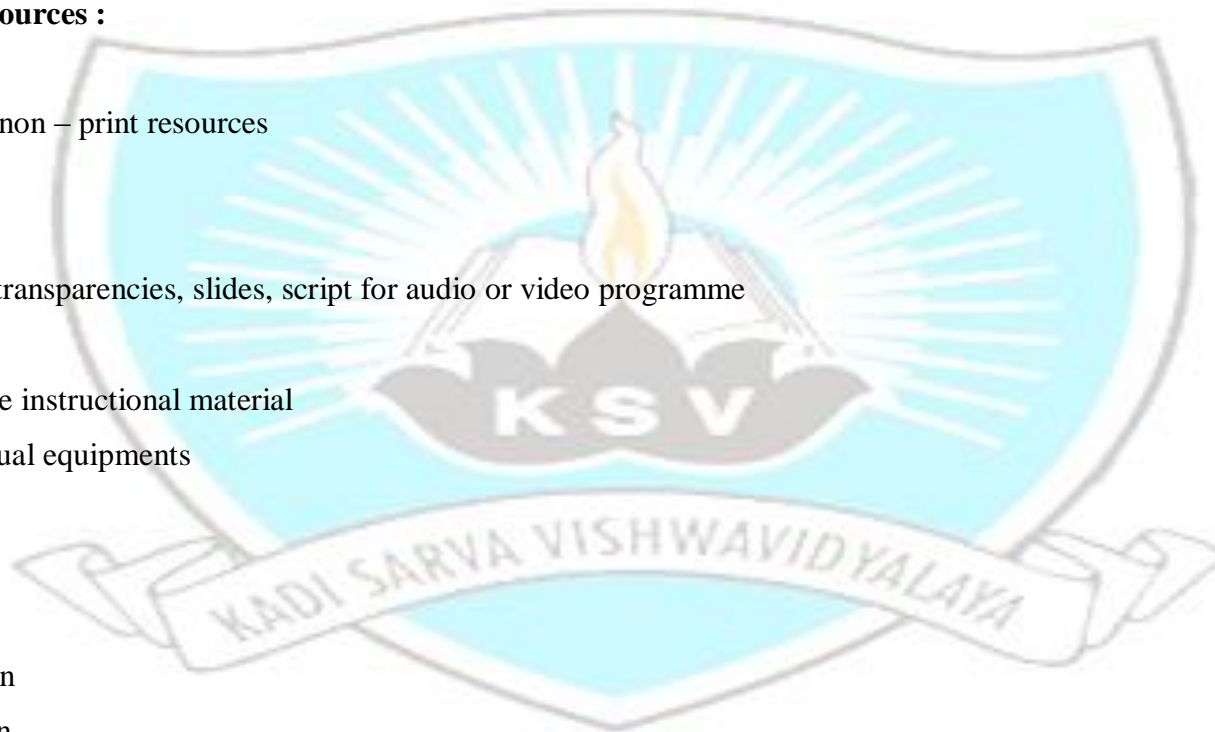 ources :
non – print resources
transparencies, slides, script for audio or video programme
e instructional material
ual equipments
KSV
KADI SARVA VISHWAVIDYALAYA
n
n